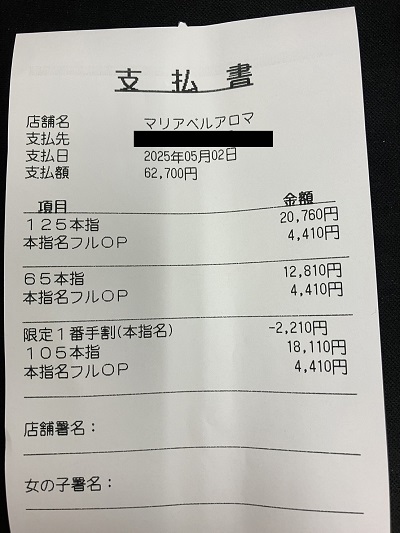 支払書
店舗名 マリアベルアロマ
支払先
支払日 2025年05月02日
支払額 62,700円
項目 金額
125本指 20,760円
本指名フルOP 4,410円
65本指 12,810円
本指名フルOP 4,410円
限定1番手割(本指名) -2,210円
105本指 18,110円
本指名フルOP 4,410円
店舗署名:
女の子署名: